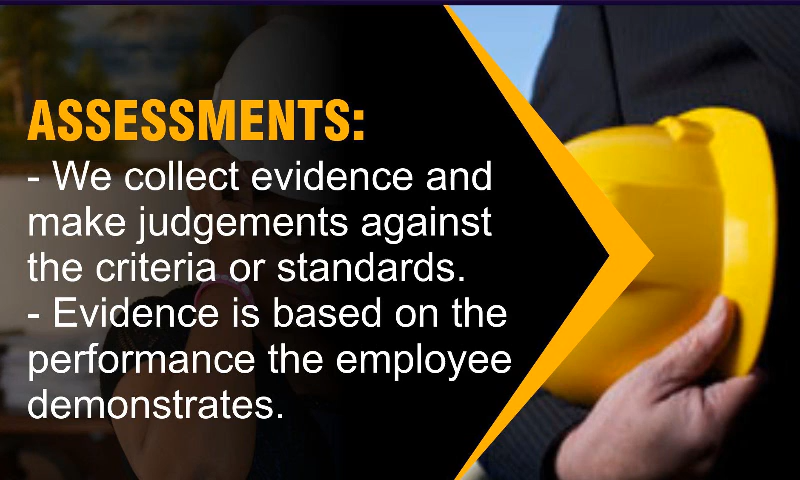 ASSESSMENTS:
- We collect evidence and
make judgements against
the criteria or standards.
- Evidence is based on the
performance the employee
demonstrates.